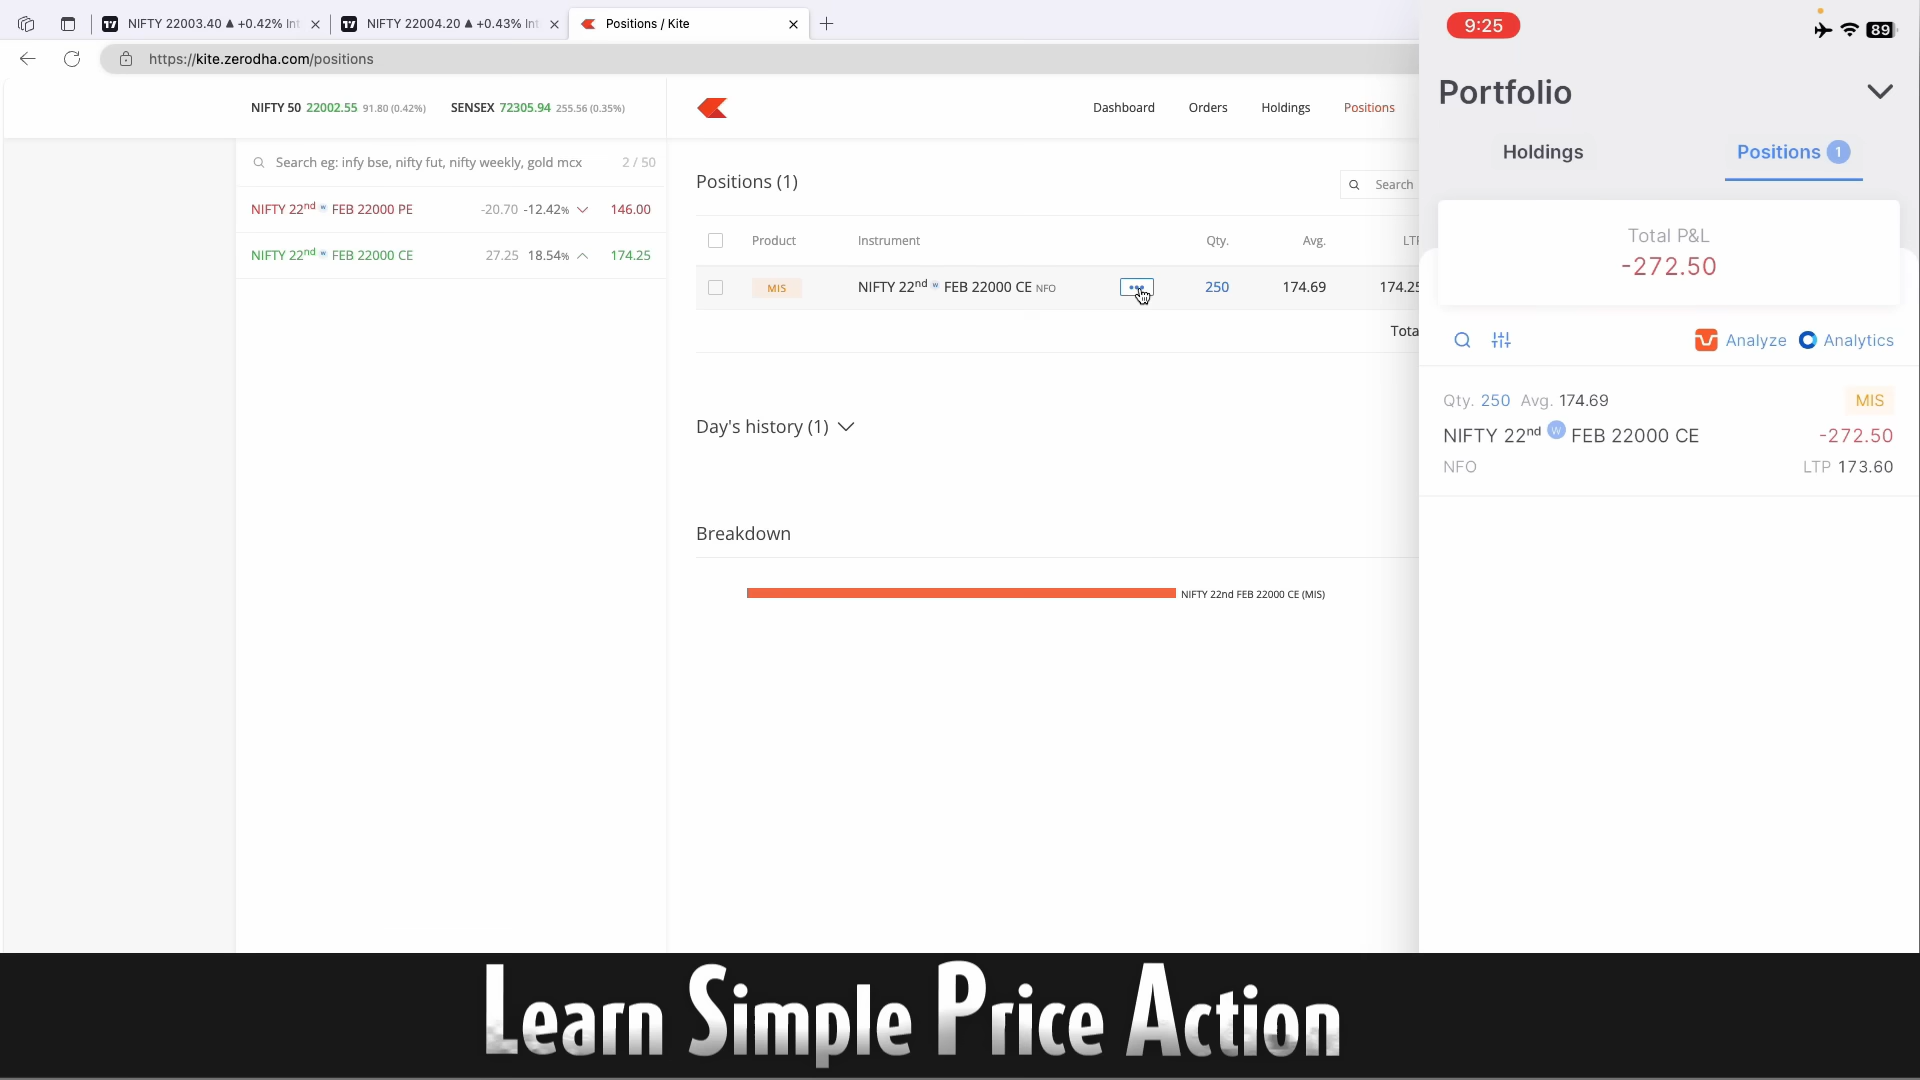 NIFTY 22003.40 ▲ +0.42% Int
NIFTY 22004.20 ▲ +0.43% Int
Positions / Kite
https://kite.zerodha.com/positions
NIFTY 50 22002.55 91.80 (0.42%) SENSEX 72305.94 255.56 (0.35%)
Dashboard Orders Holdings Positions
Search eg: infy bse, nifty fut, nifty weekly, gold mcx 2 / 50
NIFTY 22nd w FEB 22000 PE -20.70 -12.42% 146.00
NIFTY 22nd w FEB 22000 CE 27.25 18.54% 174.25
Positions (1)
Search
Product Instrument Qty. Avg. LTP
MIS NIFTY 22nd w FEB 22000 CE NFO ••• 250 174.69 174.25
Tota
Day's history (1)
Breakdown
NIFTY 22nd FEB 22000 CE (MIS)
9:25
89
Portfolio
Holdings Positions 1
Total P&L
-272.50
Analyze Analytics
Qty. 250 Avg. 174.69 MIS
NIFTY 22nd W FEB 22000 CE -272.50
NFO LTP 173.60
Learn Simple Price Action